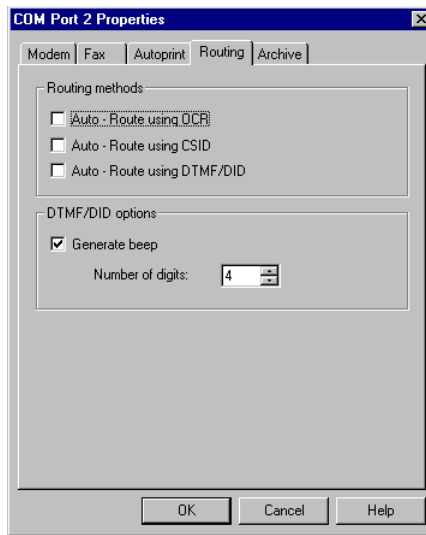 COM Port 2 Properties
Modem Fax Autoprint Routing Archive
Routing methods
Auto - Route using OCR
Auto - Route using CSID
Auto - Route using DTMF/DID
DTMF/DID options
Generate beep
Number of digits: 4
OK Cancel Help